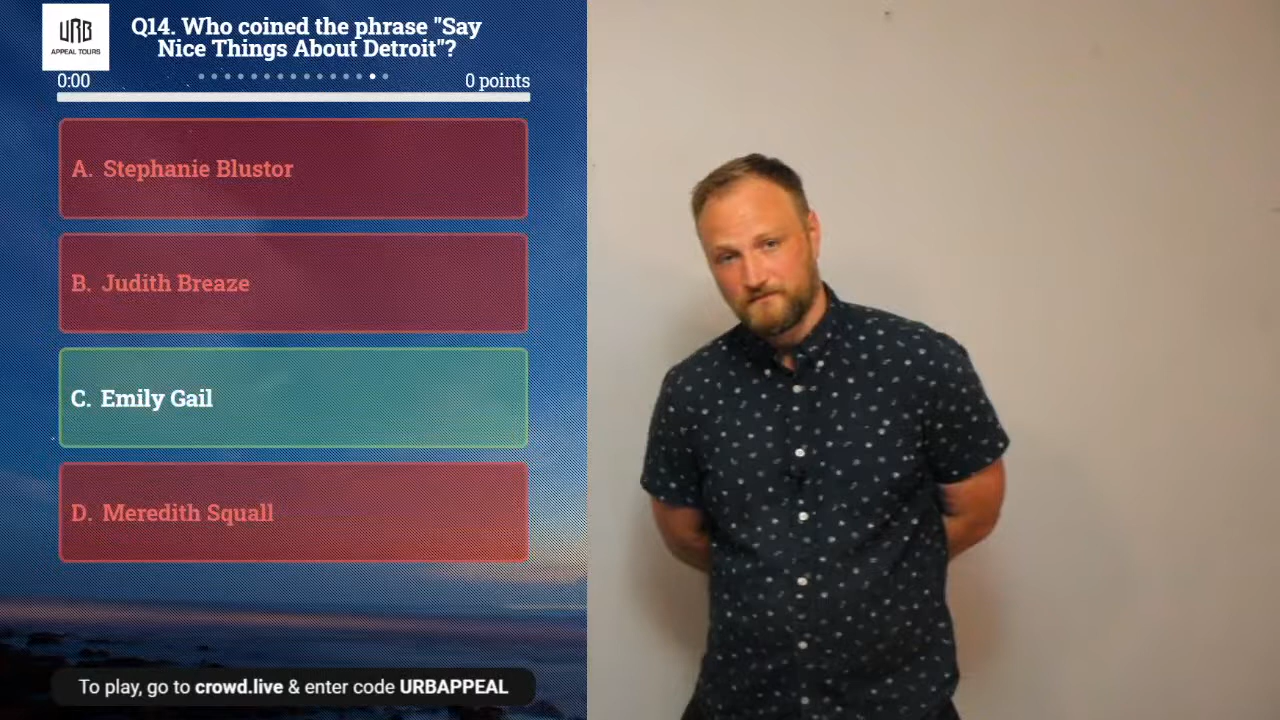 URB
APPEAL TOURS
Q14. Who coined the phrase "Say
Nice Things About Detroit"?
0:00
0 points
A. Stephanie Blustor
B. Judith Breaze
C. Emily Gail
D. Meredith Squall
To play, go to crowd.live & enter code URBAPPEAL